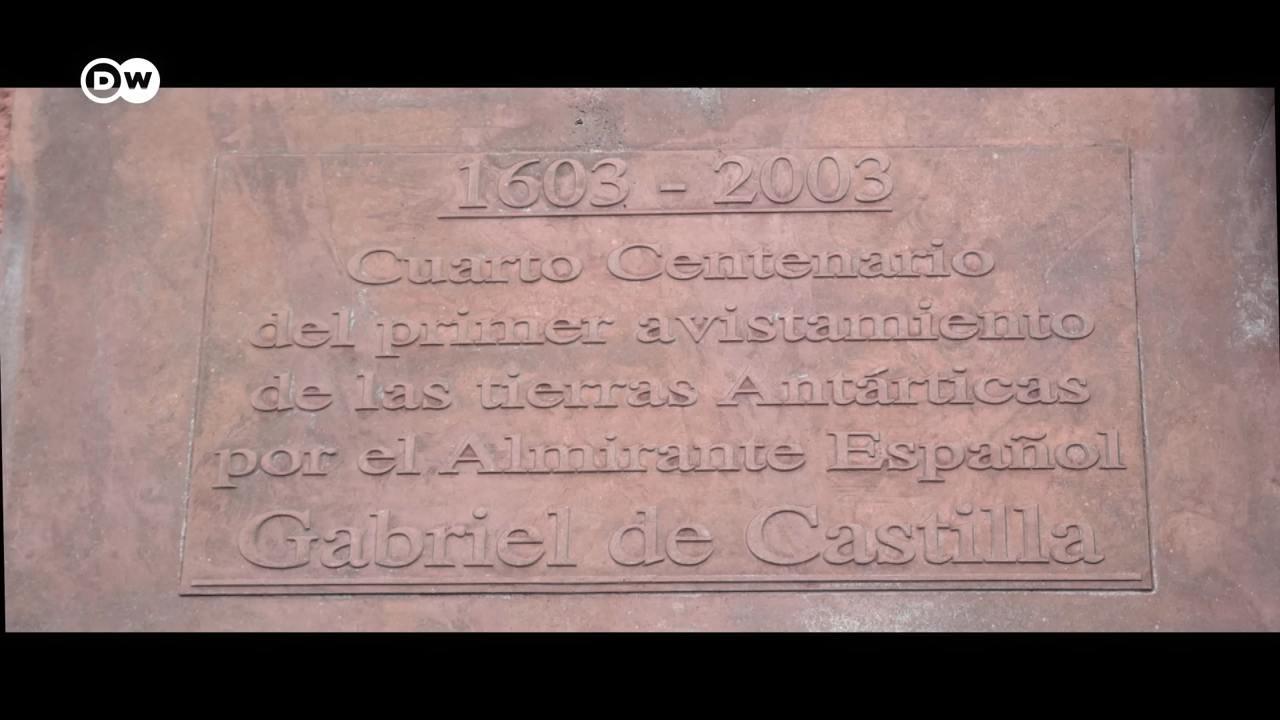 DW
1603 - 2003
Cuarto Centenario
del primer avistamiento
de las tierras Antárticas
por el Almirante Español
Gabriel de Castilla